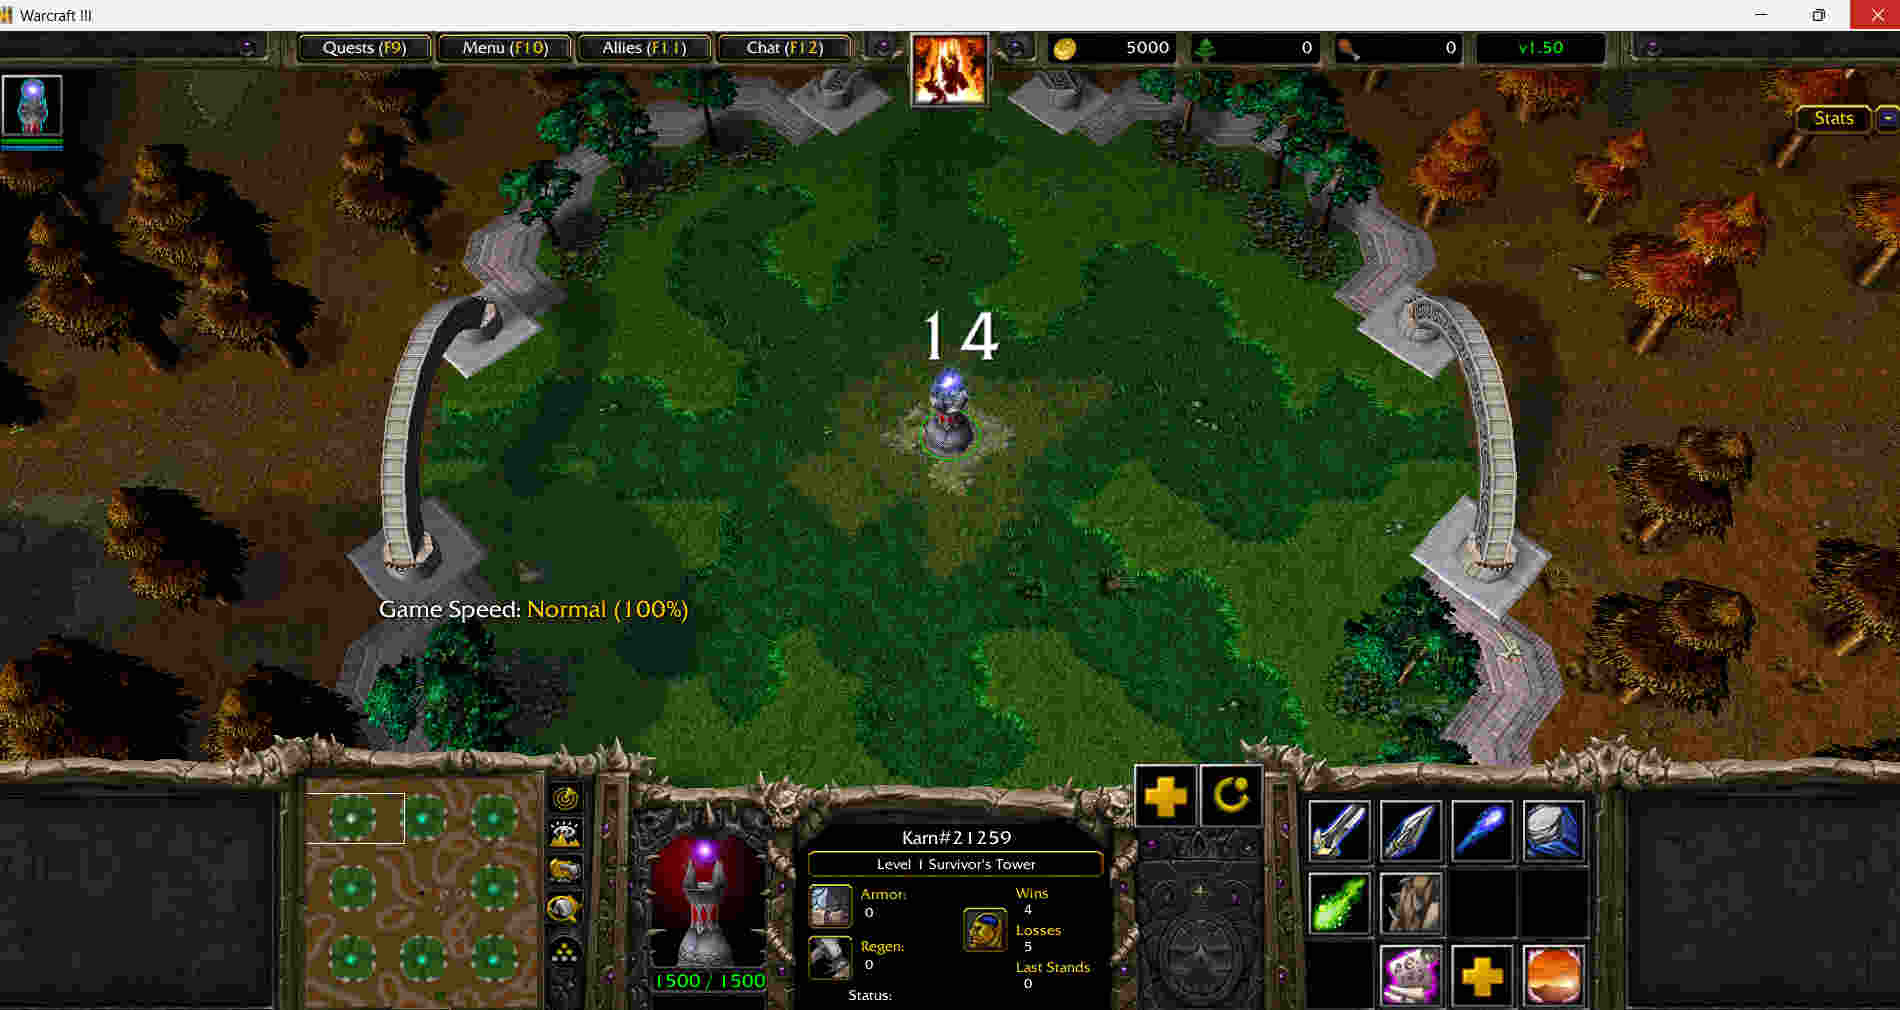 Warcraft III
Quests (F9)
Menu (F10)
Allies (F11)
Chat (F12)
5000
0
0
v1.50
Stats
14
Game Speed: Normal (100%)
Karn#21259
Level 1 Survivor's Tower
Armor:
0
Wins
4
Losses
5
Regen:
0
Last Stands
0
1500 / 1500
Status: